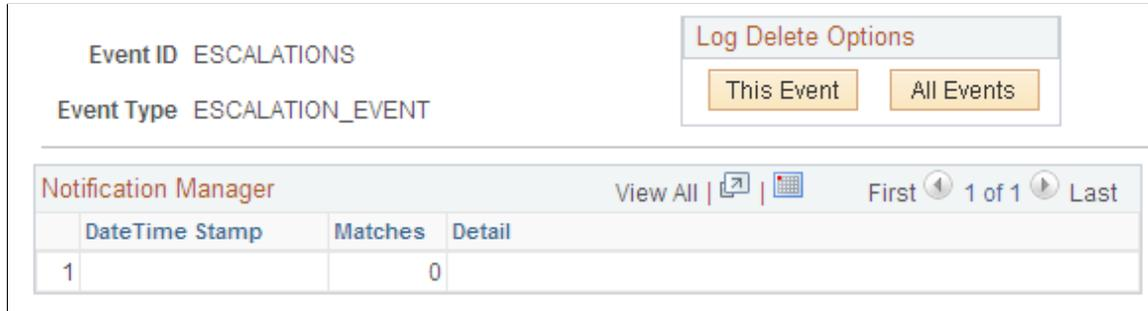 Event ID ESCALATIONS
Event Type ESCALATION_EVENT
Log Delete Options
This Event All Events
Notification Manager View All | | First 1 of 1 Last
DateTime Stamp Matches Detail
1 0